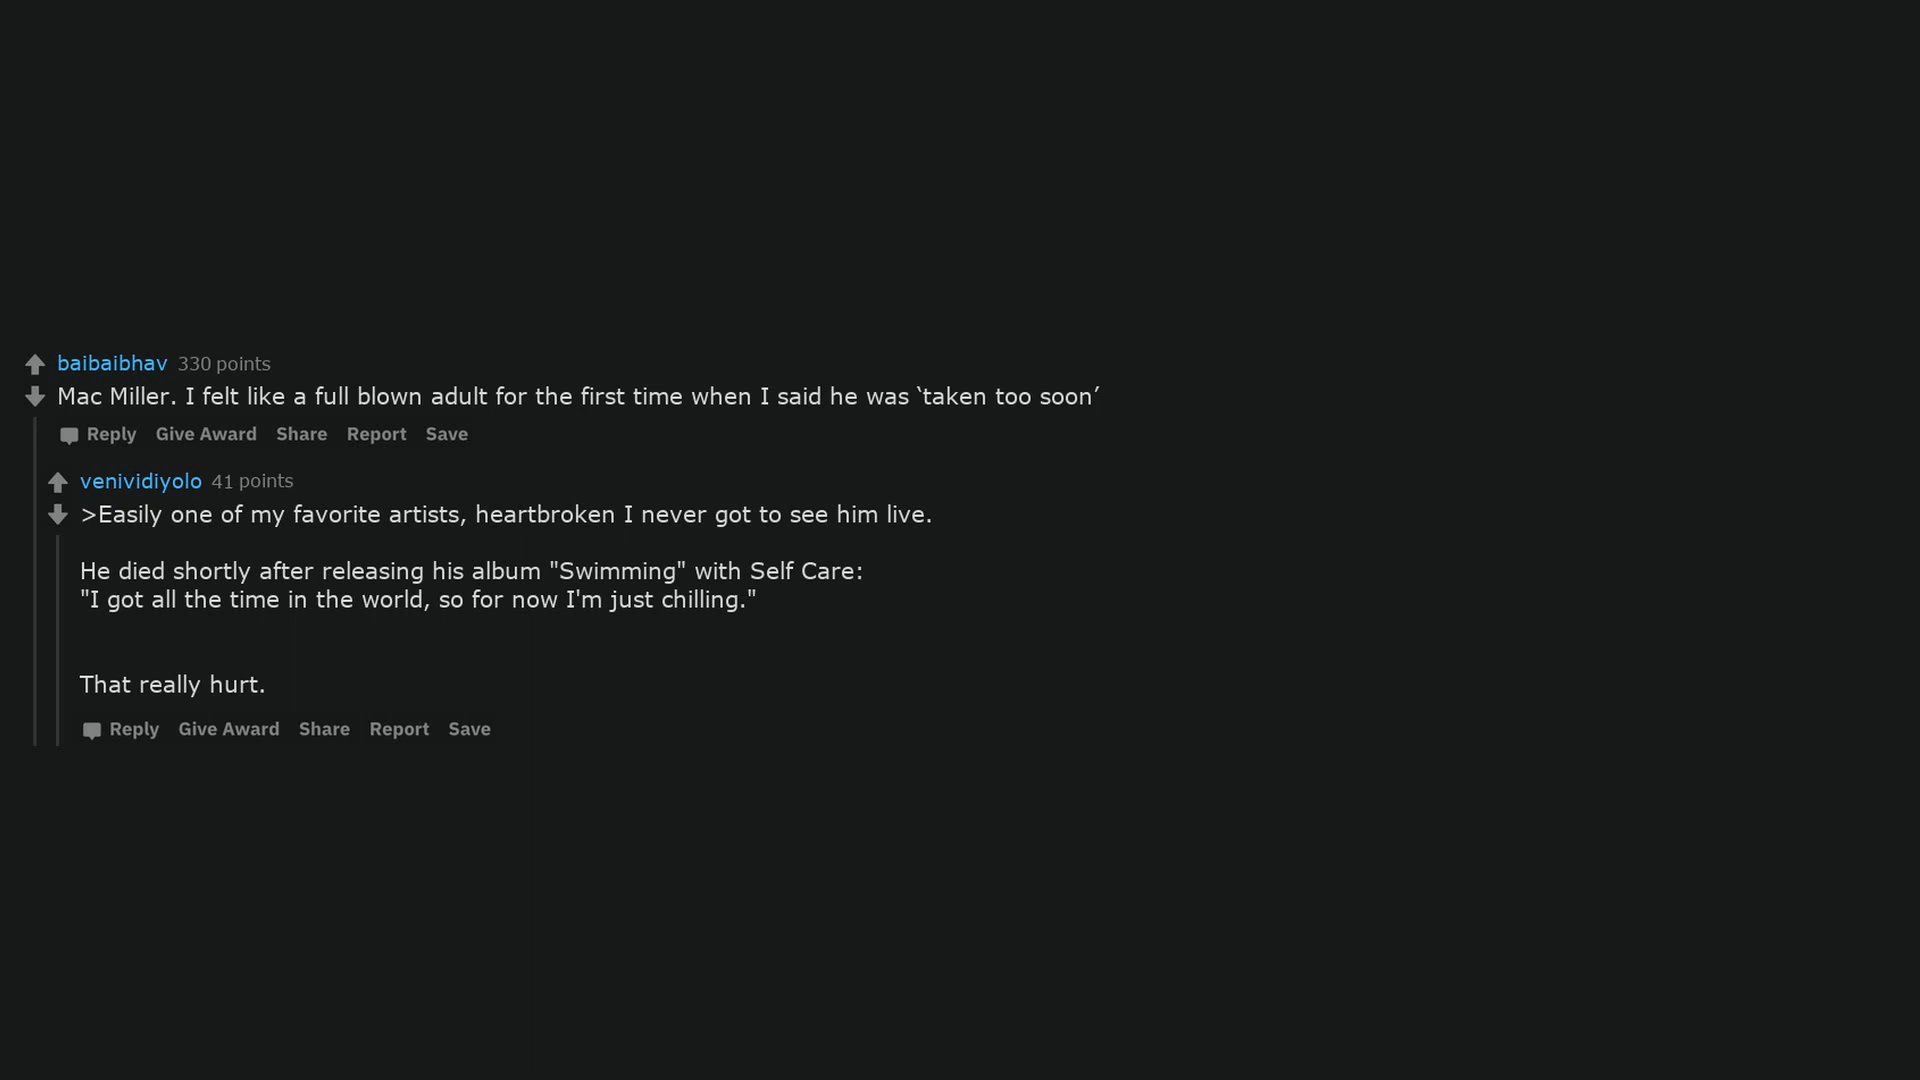 baibaibhav 330 points
Mac Miller. I felt like a full blown adult for the first time when I said he was ‘taken too soon’
Reply Give Award Share Report Save
venividiyolo 41 points
>Easily one of my favorite artists, heartbroken I never got to see him live.
He died shortly after releasing his album "Swimming" with Self Care:
"I got all the time in the world, so for now I'm just chilling."
That really hurt.
Reply Give Award Share Report Save